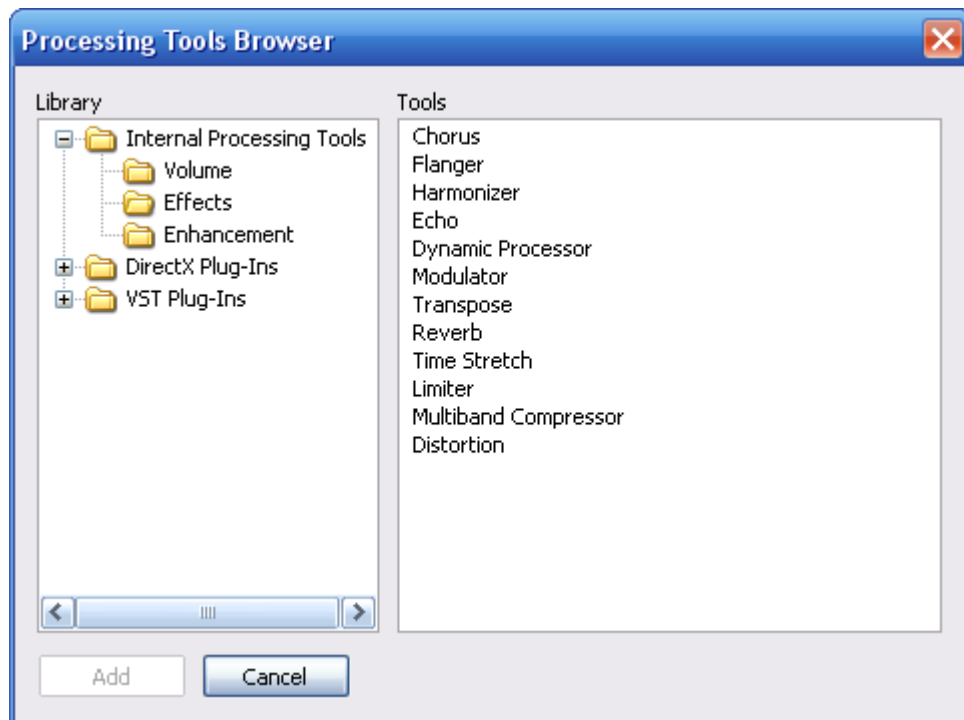 Processing Tools Browser
Library
Internal Processing Tools
Volume
Effects
Enhancement
DirectX Plug-Ins
VST Plug-Ins
Tools
Chorus
Flanger
Harmonizer
Echo
Dynamic Processor
Modulator
Transpose
Reverb
Time Stretch
Limiter
Multiband Compressor
Distortion
Add
Cancel